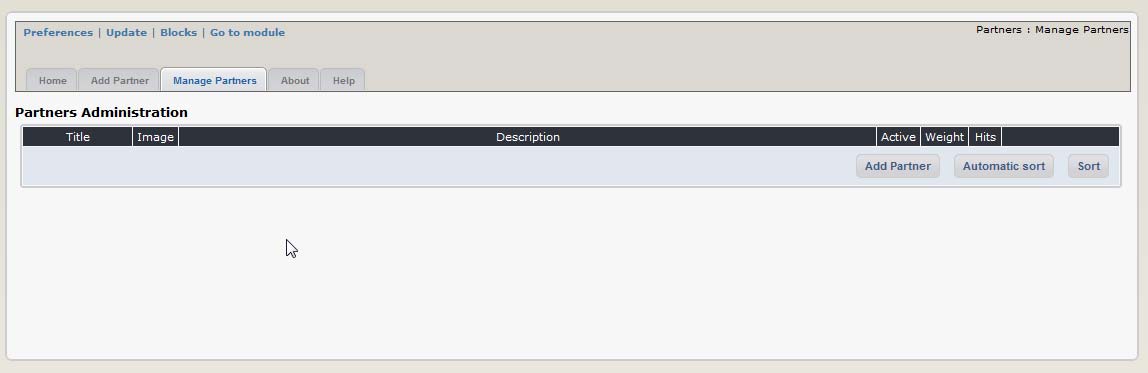 Preferences | Update | Blocks | Go to module
Partners : Manage Partners
Home Add Partner Manage Partners About Help
Partners Administration
Title Image Description Active Weight Hits
Add Partner Automatic sort Sort